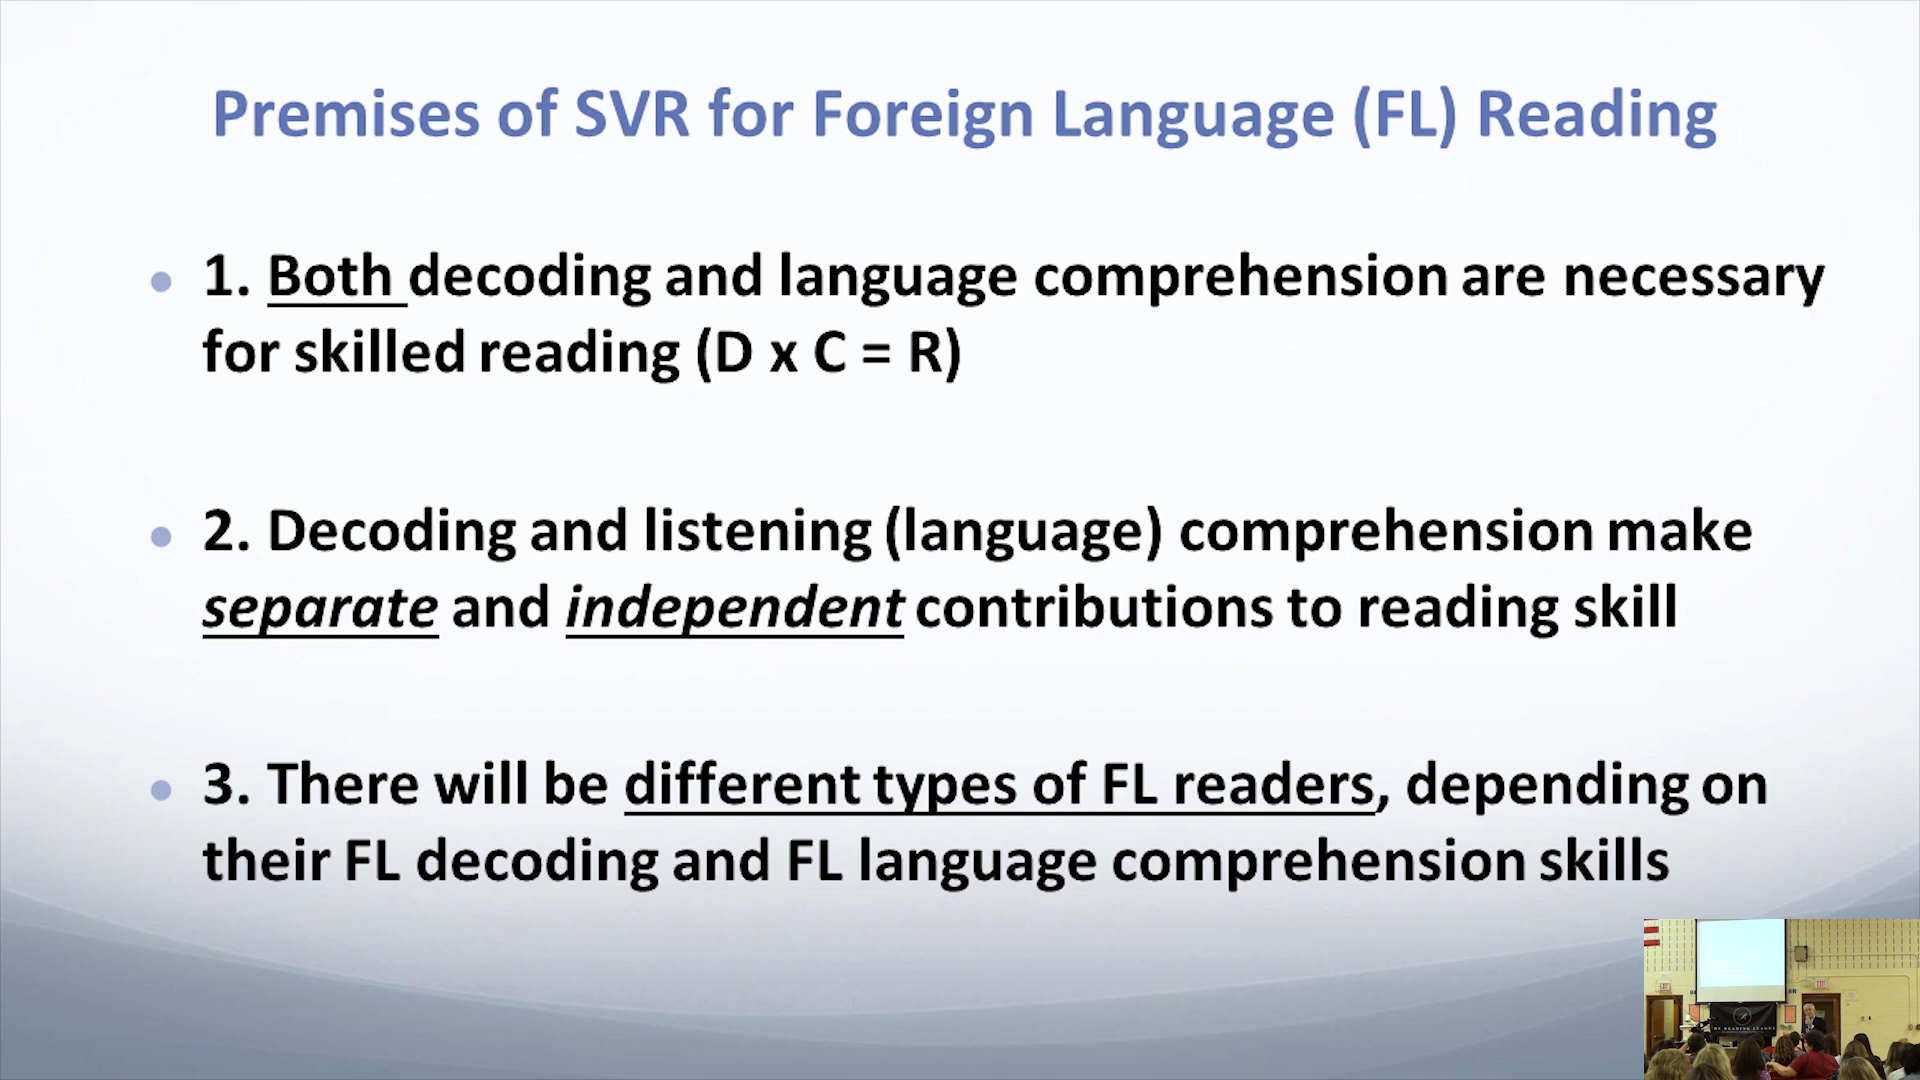 Premises of SVR for Foreign Language (FL) Reading
1. Both decoding and language comprehension are necessary
for skilled reading (D x C = R)
2. Decoding and listening (language) comprehension make
separate and independent contributions to reading skill
3. There will be different types of FL readers, depending on
their FL decoding and FL language comprehension skills
READING LEAGUE